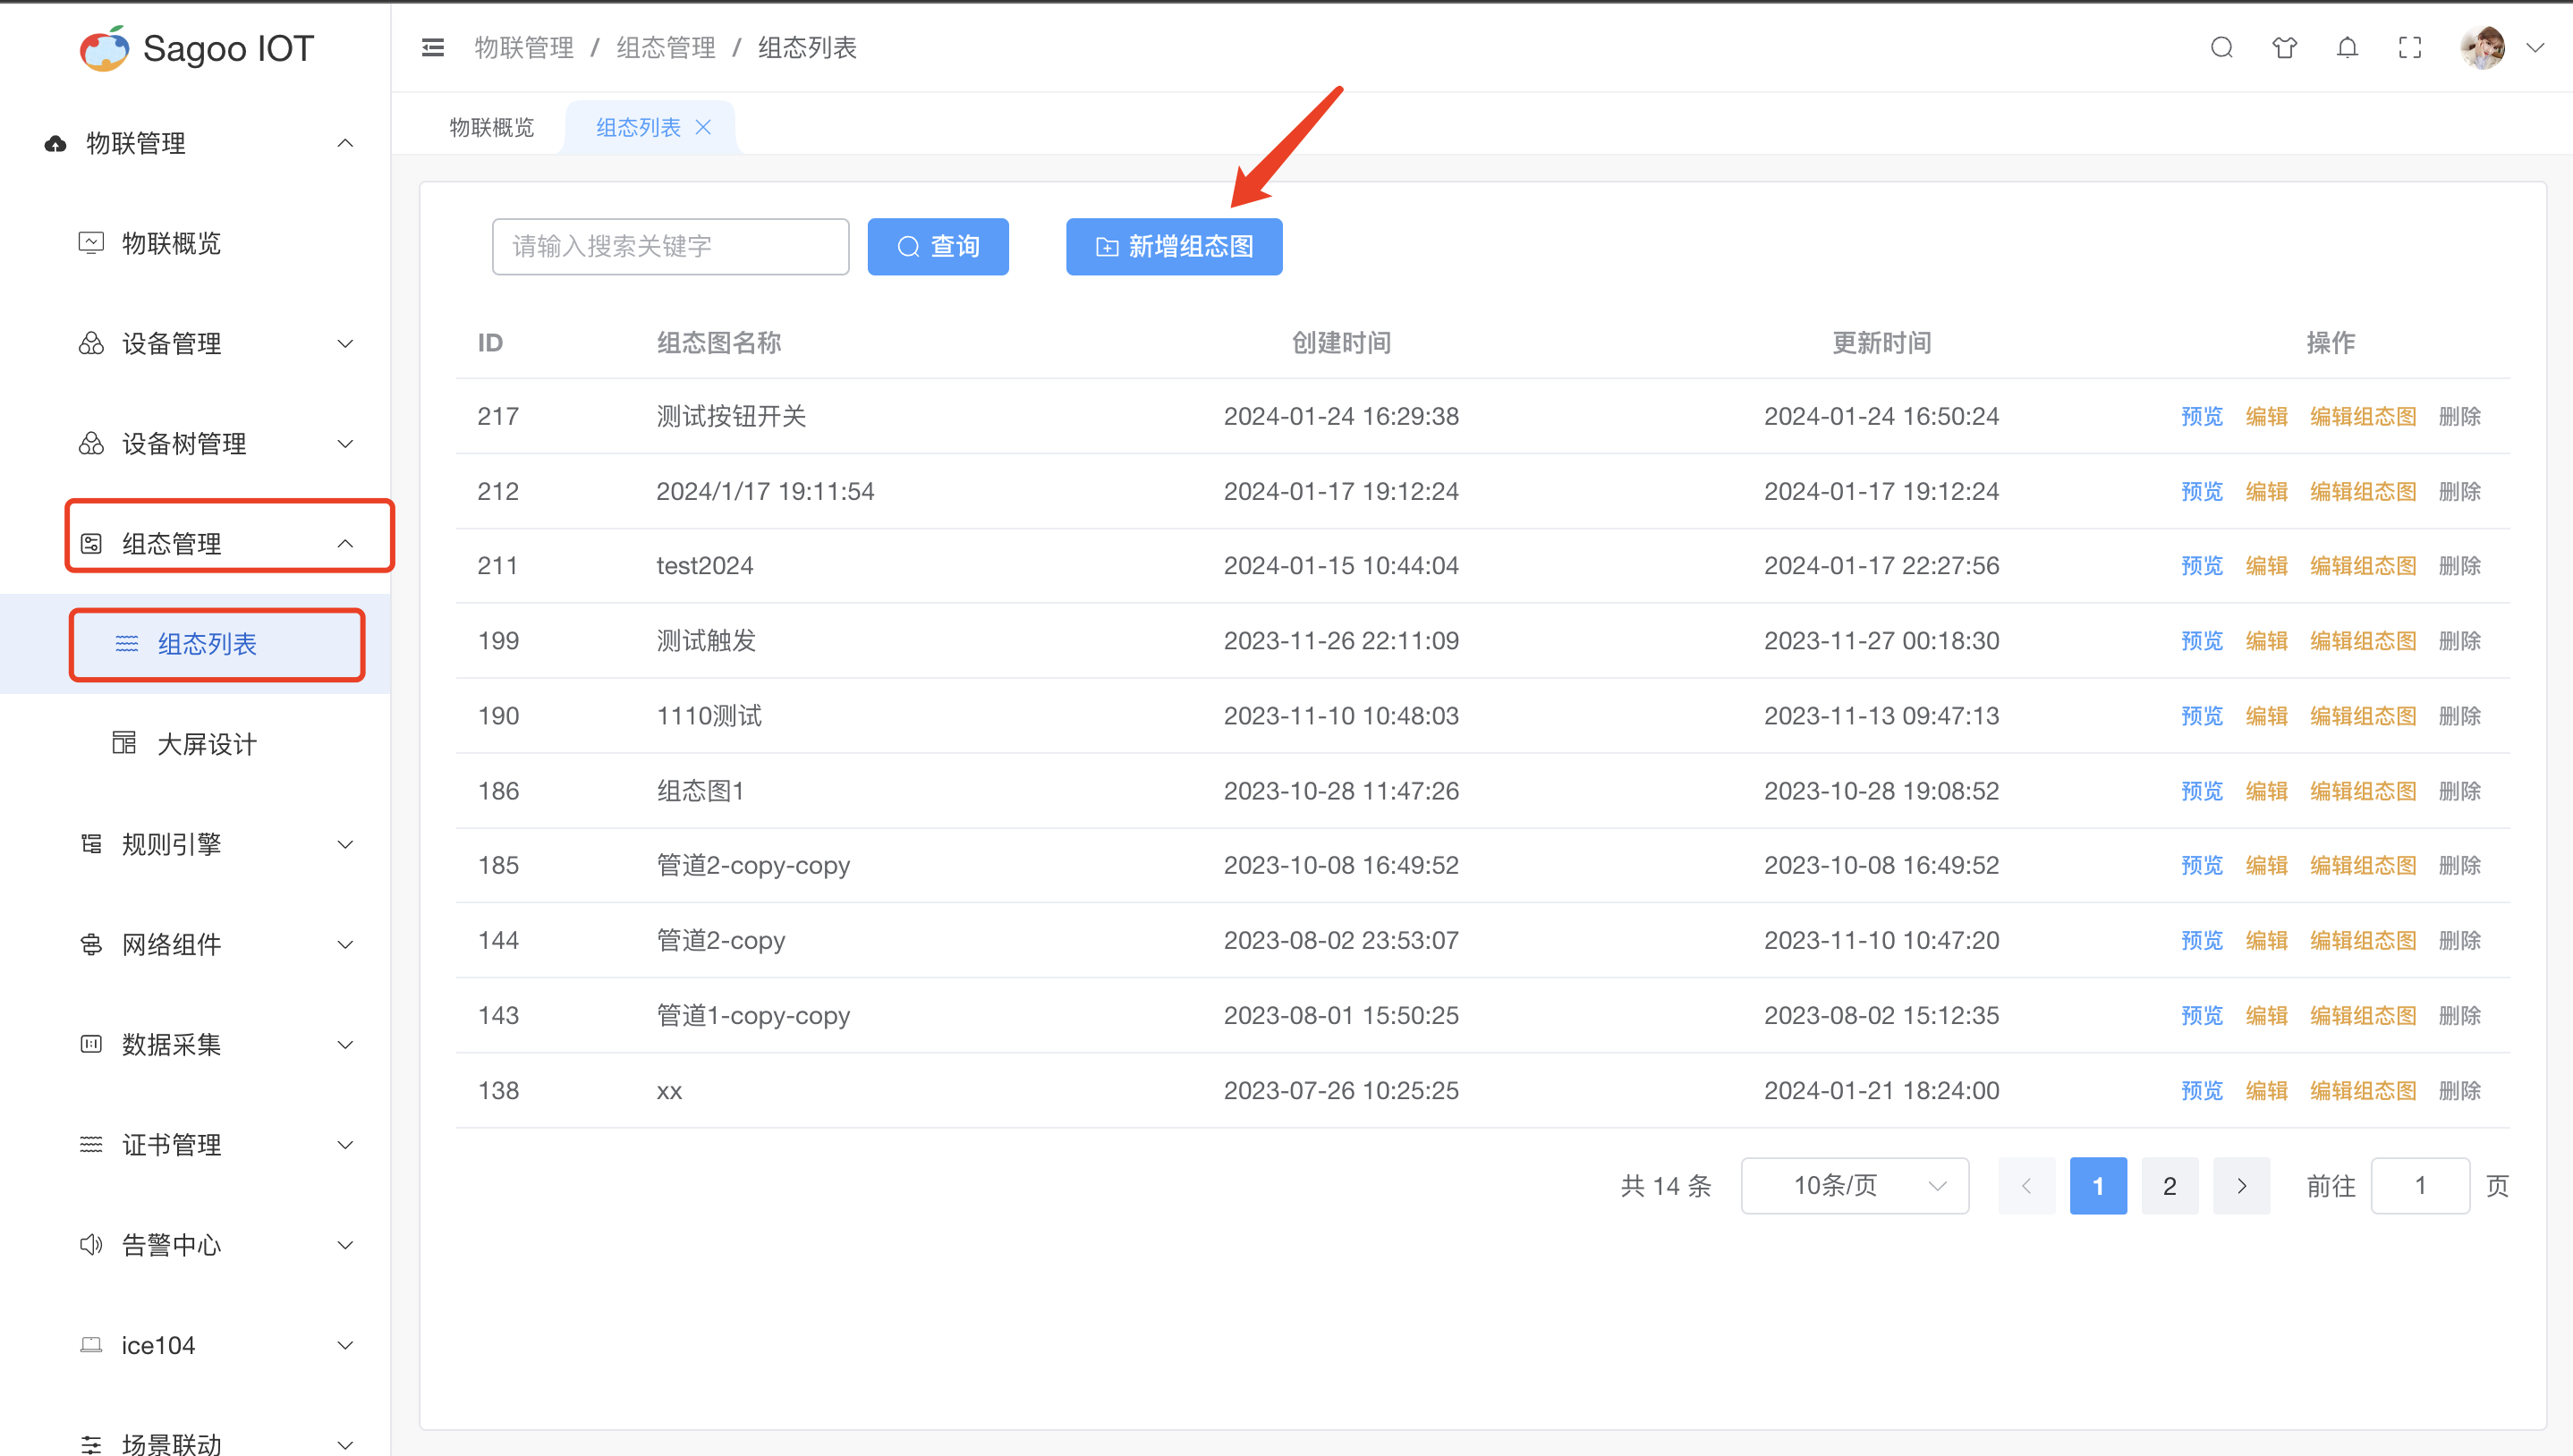 Sagoo IOT
物联管理
物联概览
设备管理
设备树管理
组态管理
组态列表
大屏设计
规则引擎
网络组件
数据采集
证书管理
告警中心
ice104
场景联动
物联管理 / 组态管理 / 组态列表
物联概览 组态列表
请输入搜索关键字 查询 新增组态图
ID 组态图名称 创建时间 更新时间 操作
217 测试按钮开关 2024-01-24 16:29:38 2024-01-24 16:50:24 预览 编辑 编辑组态图 删除
212 2024/1/17 19:11:54 2024-01-17 19:12:24 2024-01-17 19:12:24 预览 编辑 编辑组态图 删除
211 test2024 2024-01-15 10:44:04 2024-01-17 22:27:56 预览 编辑 编辑组态图 删除
199 测试触发 2023-11-26 22:11:09 2023-11-27 00:18:30 预览 编辑 编辑组态图 删除
190 1110测试 2023-11-10 10:48:03 2023-11-13 09:47:13 预览 编辑 编辑组态图 删除
186 组态图1 2023-10-28 11:47:26 2023-10-28 19:08:52 预览 编辑 编辑组态图 删除
185 管道2-copy-copy 2023-10-08 16:49:52 2023-10-08 16:49:52 预览 编辑 编辑组态图 删除
144 管道2-copy 2023-08-02 23:53:07 2023-11-10 10:47:20 预览 编辑 编辑组态图 删除
143 管道1-copy-copy 2023-08-01 15:50:25 2023-08-02 15:12:35 预览 编辑 编辑组态图 删除
138 xx 2023-07-26 10:25:25 2024-01-21 18:24:00 预览 编辑 编辑组态图 删除
共 14 条 10条/页 1 2 前往 1 页